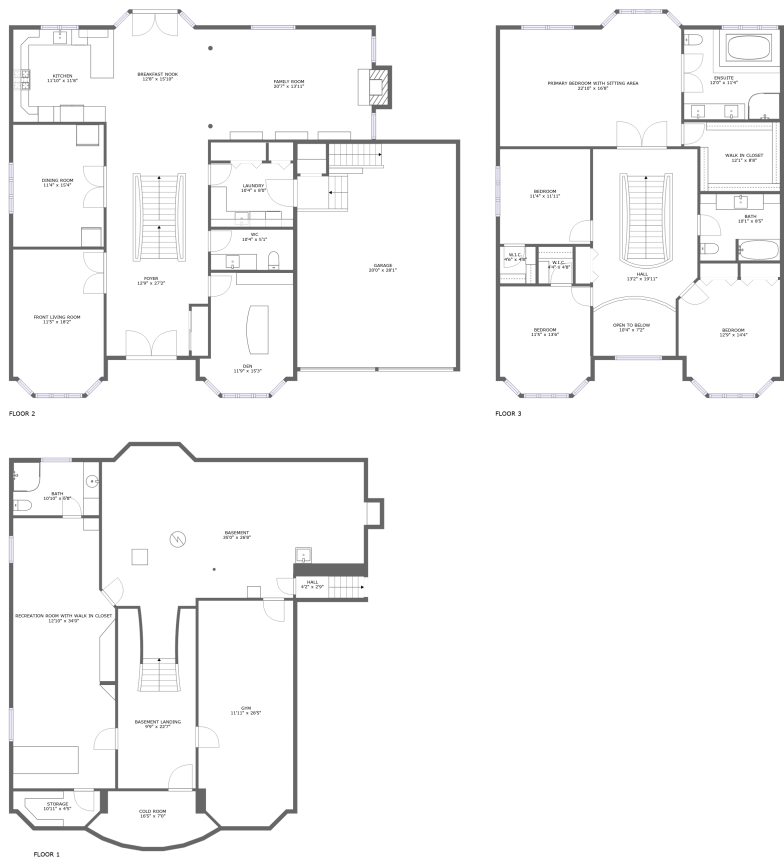 KITCHEN
11'10" x 11'8"
BREAKFAST NOOK
12'8" x 15'10"
FAMILY ROOM
20'7" x 13'11"
DINING ROOM
11'4" x 15'4"
LAUNDRY
10'4" x 8'0"
WC
10'4" x 5'1"
GARAGE
20'0" x 28'1"
FOYER
12'9" x 27'2"
FRONT LIVING ROOM
11'5" x 18'2"
DEN
11'9" x 15'3"
FLOOR 2
PRIMARY BEDROOM WITH SITTING AREA
22'10" x 16'8"
ENSUITE
12'0" x 11'4"
WALK IN CLOSET
12'1" x 8'8"
BEDROOM
11'4" x 11'11"
BATH
10'1" x 8'5"
W.I.C.
4'6" x 4'8"
W.I.C.
4'4" x 4'8"
HALL
13'2" x 19'11"
BEDROOM
11'5" x 13'6"
OPEN TO BELOW
10'4" x 7'2"
BEDROOM
12'9" x 14'4"
FLOOR 3
BATH
10'10" x 6'8"
BASEMENT
35'0" x 26'8"
HALL
4'2" x 2'9"
RECREATION ROOM WITH WALK IN CLOSET
12'10" x 34'0"
GYM
11'11" x 28'5"
BASEMENT LANDING
9'9" x 22'7"
STORAGE
10'11" x 4'5"
COLD ROOM
16'5" x 7'0"
FLOOR 1